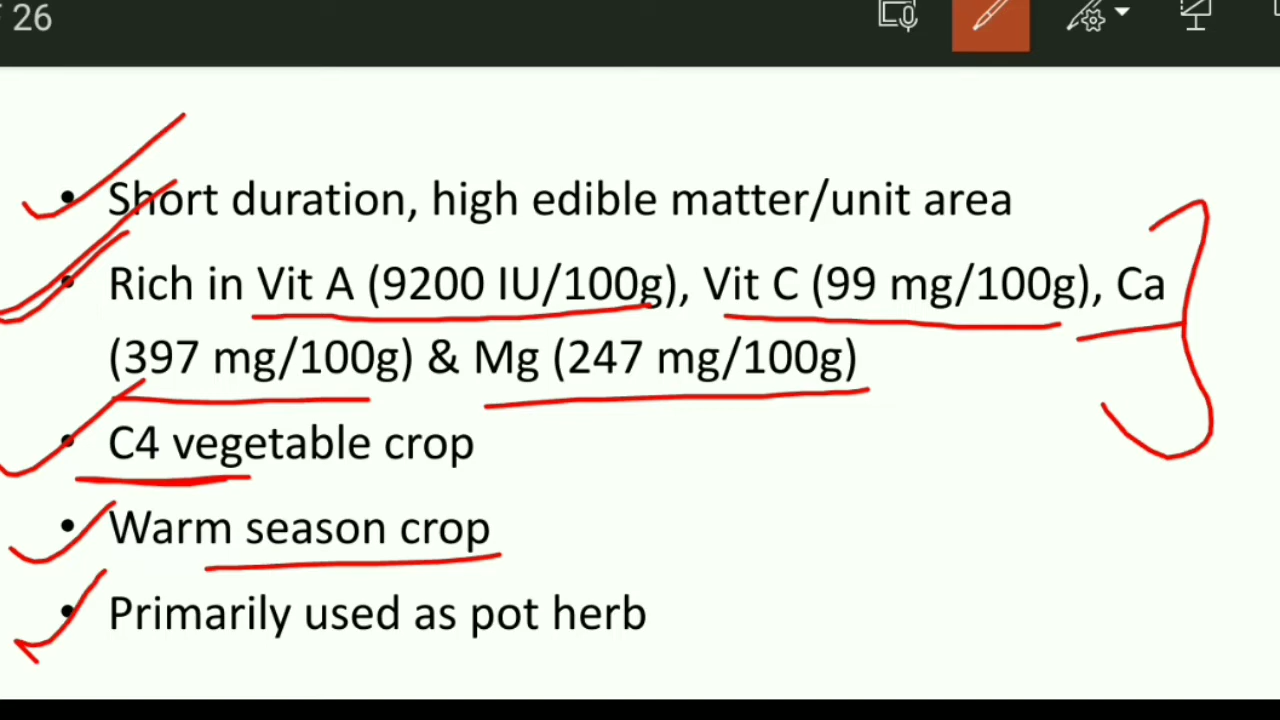 26
• Short duration, high edible matter/unit area
• Rich in Vit A (9200 IU/100g), Vit C (99 mg/100g), Ca
(397 mg/100g) & Mg (247 mg/100g)
• C4 vegetable crop
• Warm season crop
• Primarily used as pot herb